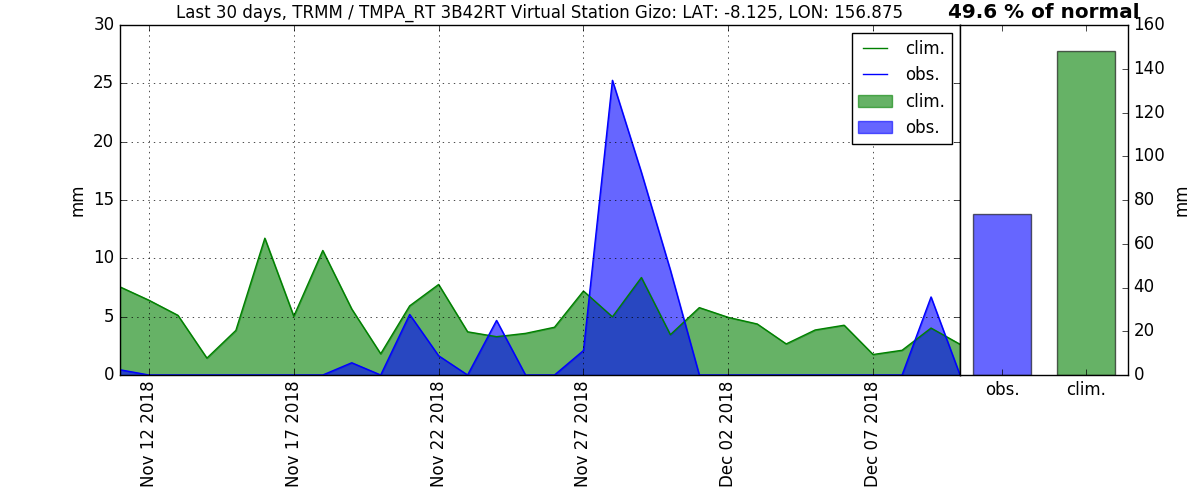 Last 30 days, TRMM / TMPA_RT 3B42RT Virtual Station Gizo: LAT: -8.125, LON: 156.875
49.6 % of normal
30
25
20
15
10
5
0
mm
clim.
obs.
clim.
obs.
160
140
120
100
80
60
40
20
0
mm
Nov 12 2018
Nov 17 2018
Nov 22 2018
Nov 27 2018
Dec 02 2018
Dec 07 2018
obs.
clim.